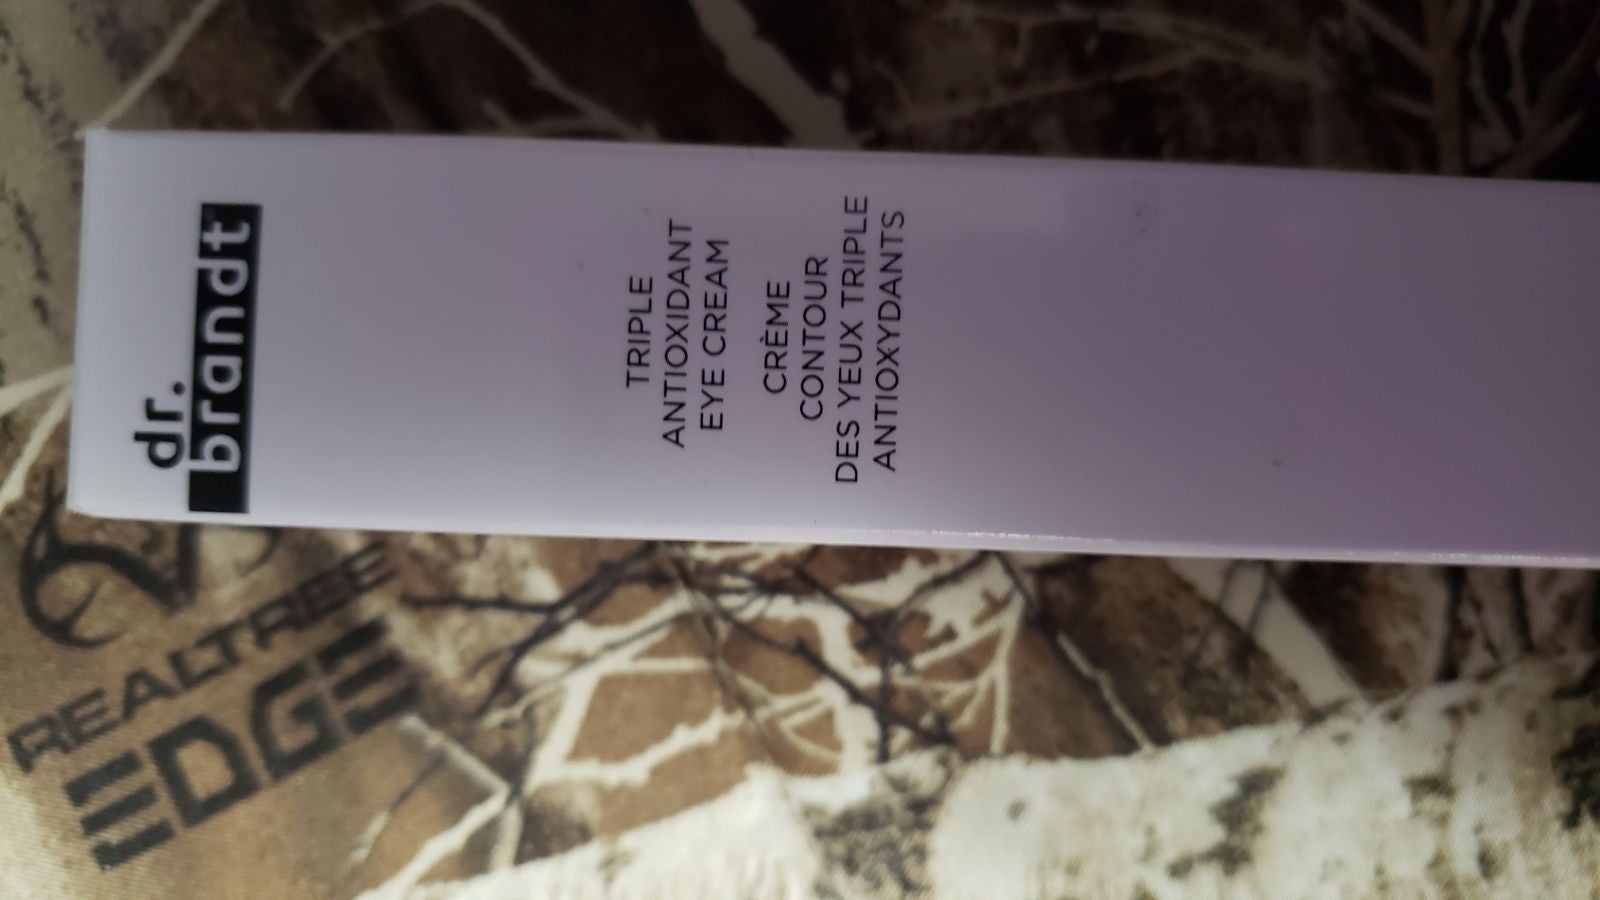 dr.
brandt
TRIPLE
ANTIOXIDANT
EYE CREAM
CRÈME
CONTOUR
DES YEUX TRIPLE
ANTIOXYDANTS
REALTREE
EDGE